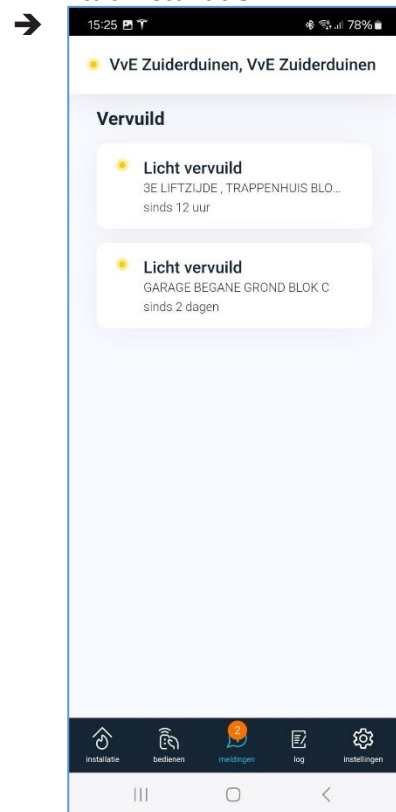 15:25 78%
VvE Zuiderduinen, VvE Zuiderduinen
Vervuild
Licht vervuild
3E LIFTZIJDE , TRAPPENHUIS BLO...
sinds 12 uur
Licht vervuild
GARAGE BEGANE GROND BLOK C
sinds 2 dagen
2
installatie bedienen meldingen log instellingen